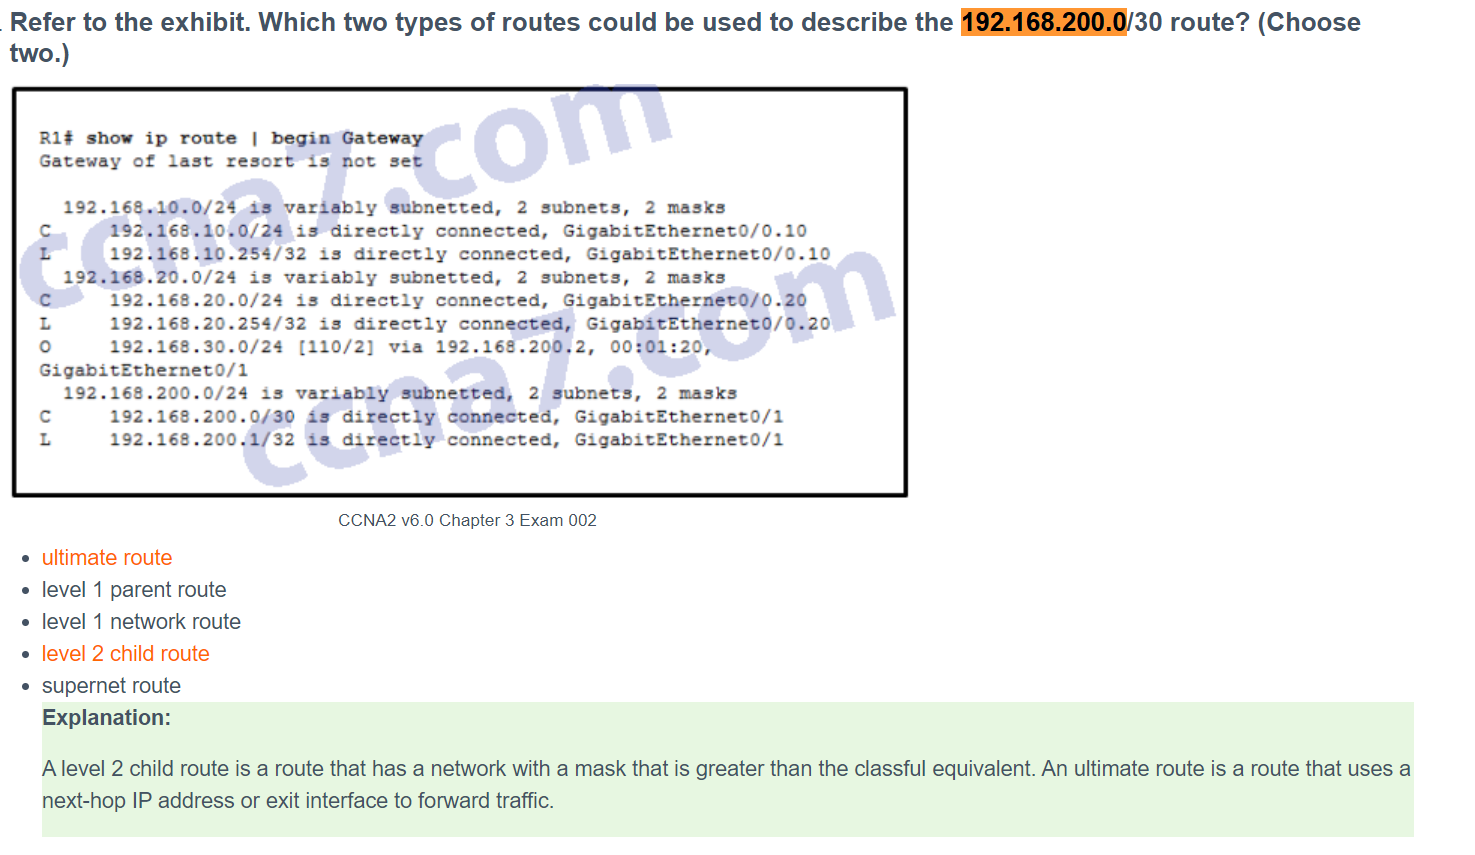 . Refer to the exhibit. Which two types of routes could be used to describe the 192.168.200.0/30 route? (Choose
two.)
R1# show ip route | begin Gateway
Gateway of last resort is not set
192.168.10.0/24 is variably subnetted, 2 subnets, 2 masks
C 192.168.10.0/24 is directly connected, GigabitEthernet0/0.10
L 192.168.10.254/32 is directly connected, GigabitEthernet0/0.10
192.168.20.0/24 is variably subnetted, 2 subnets, 2 masks
C 192.168.20.0/24 is directly connected, GigabitEthernet0/0.20
L 192.168.20.254/32 is directly connected, GigabitEthernet0/0.20
O 192.168.30.0/24 [110/2] via 192.168.200.2, 00:01:20,
GigabitEthernet0/1
192.168.200.0/24 is variably subnetted, 2 subnets, 2 masks
C 192.168.200.0/30 is directly connected, GigabitEthernet0/1
L 192.168.200.1/32 is directly connected, GigabitEthernet0/1
ccna7.com
ccna7.com
CCNA2 v6.0 Chapter 3 Exam 002
• ultimate route
• level 1 parent route
• level 1 network route
• level 2 child route
• supernet route
Explanation:
A level 2 child route is a route that has a network with a mask that is greater than the classful equivalent. An ultimate route is a route that uses a
next-hop IP address or exit interface to forward traffic.